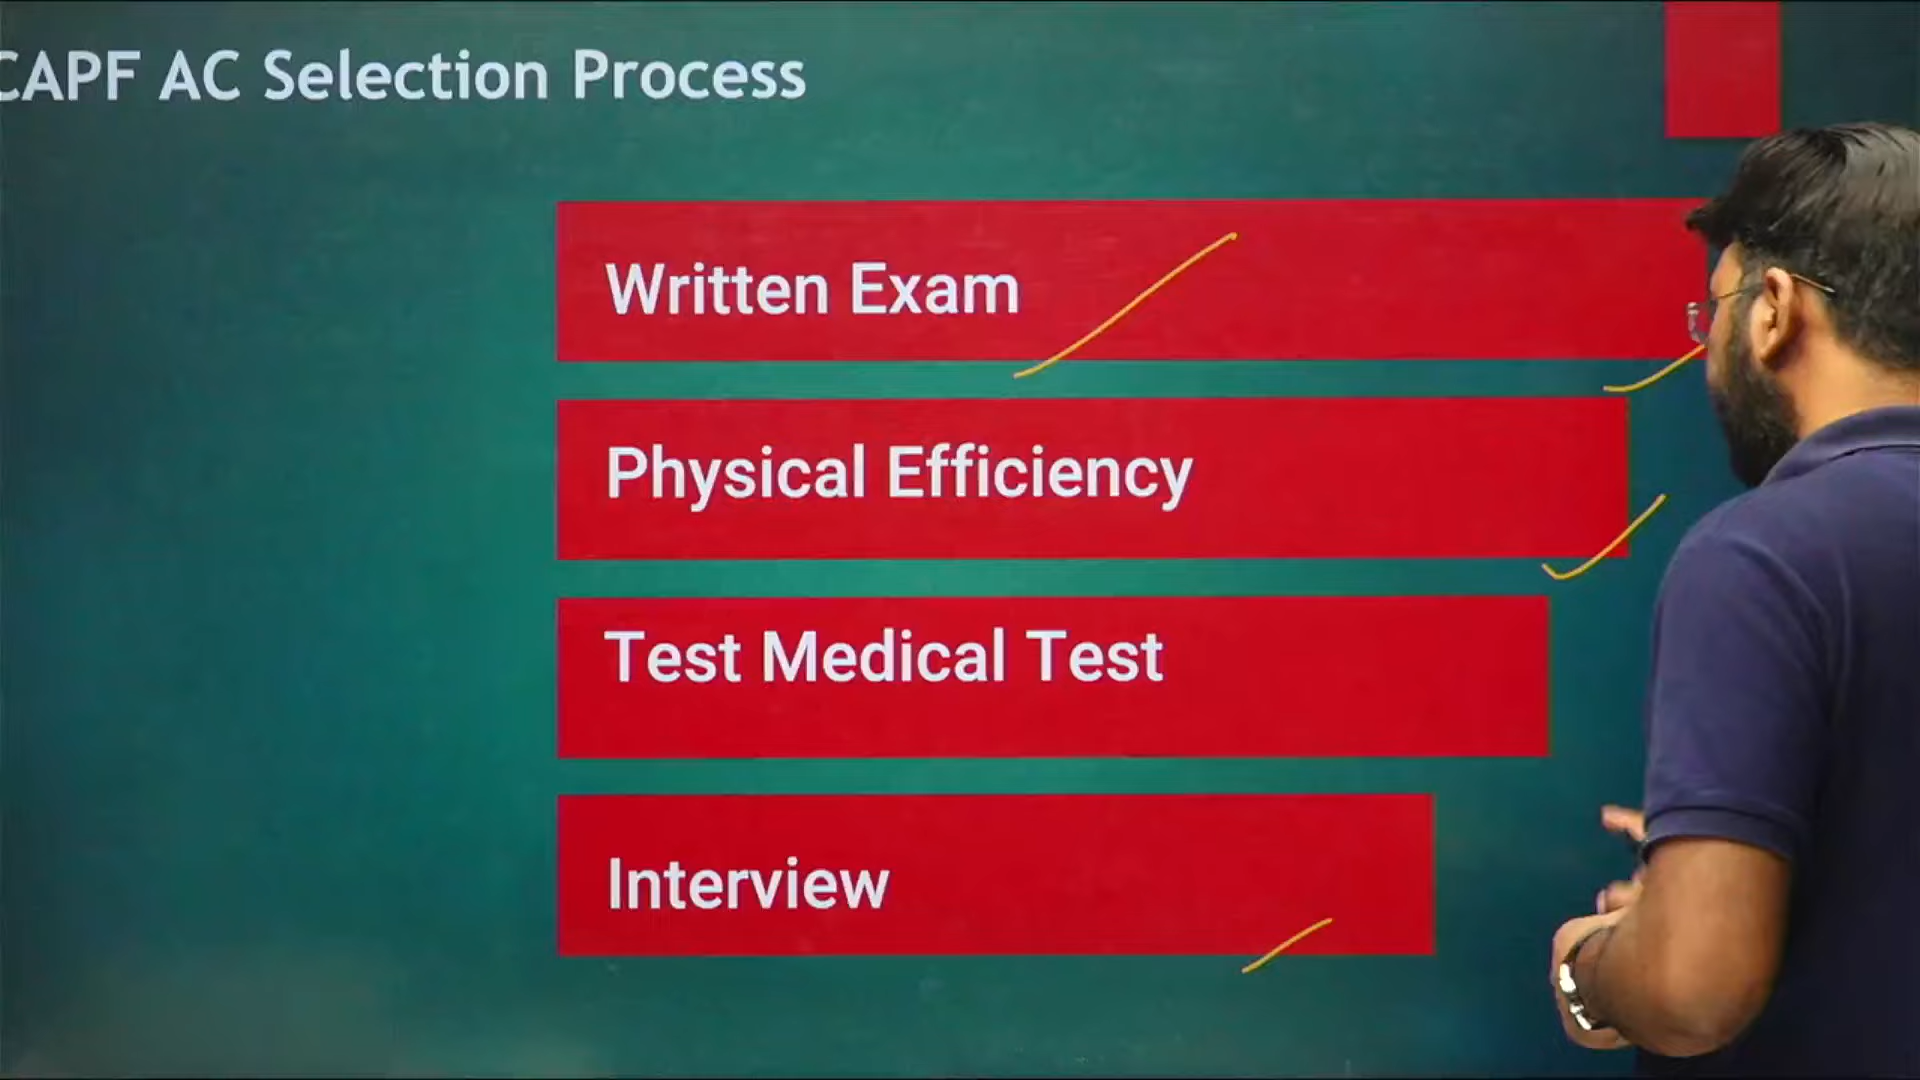 CAPF AC Selection Process
Written Exam
Physical Efficiency
Test Medical Test
Interview